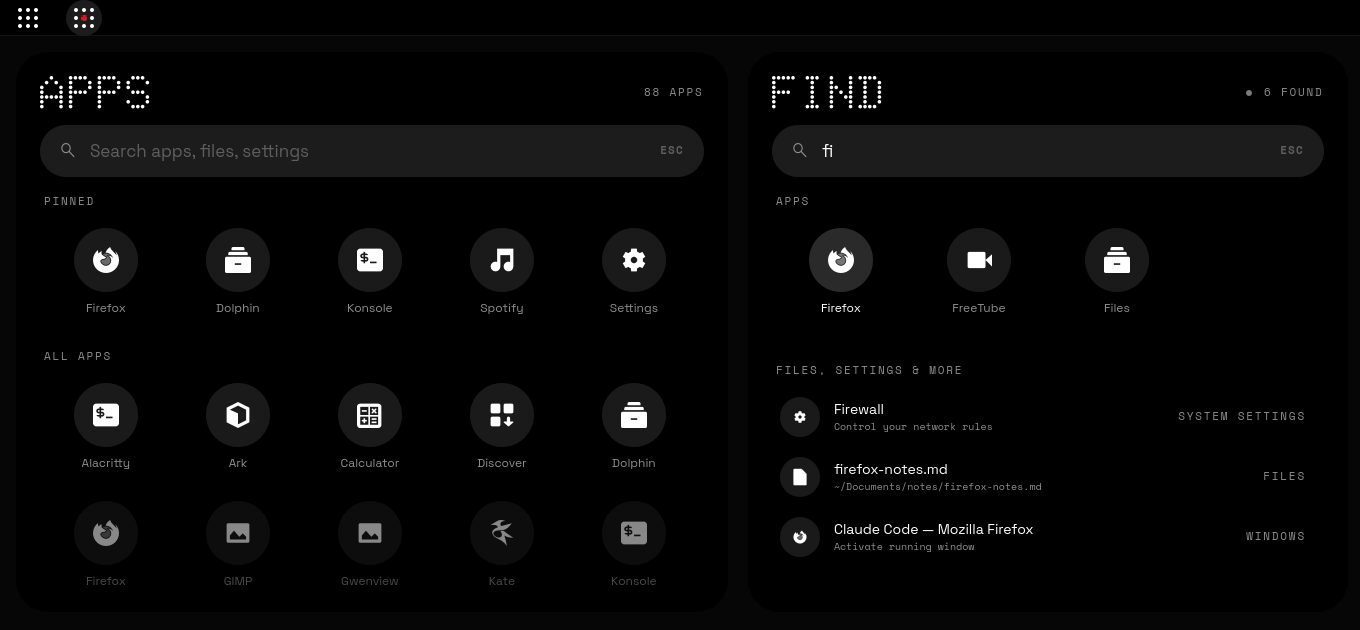 APPS
88 APPS
Search apps, files, settings
ESC
PINNED
Firefox
Dolphin
Konsole
Spotify
Settings
ALL APPS
Alacritty
Ark
Calculator
Discover
Dolphin
Firefox
GIMP
Gwenview
Kate
Konsole
FIND
6 FOUND
fi
ESC
APPS
Firefox
FreeTube
Files
FILES, SETTINGS & MORE
Firewall
Control your network rules
SYSTEM SETTINGS
firefox-notes.md
~/Documents/notes/firefox-notes.md
FILES
Claude Code — Mozilla Firefox
Activate running window
WINDOWS